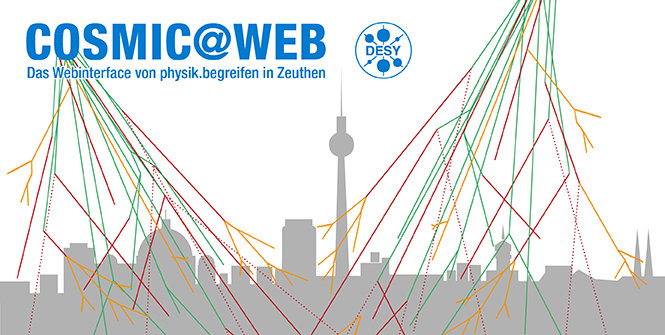 COSMIC@WEB
DESY
Das Webinterface von physik.begreifen in Zeuthen